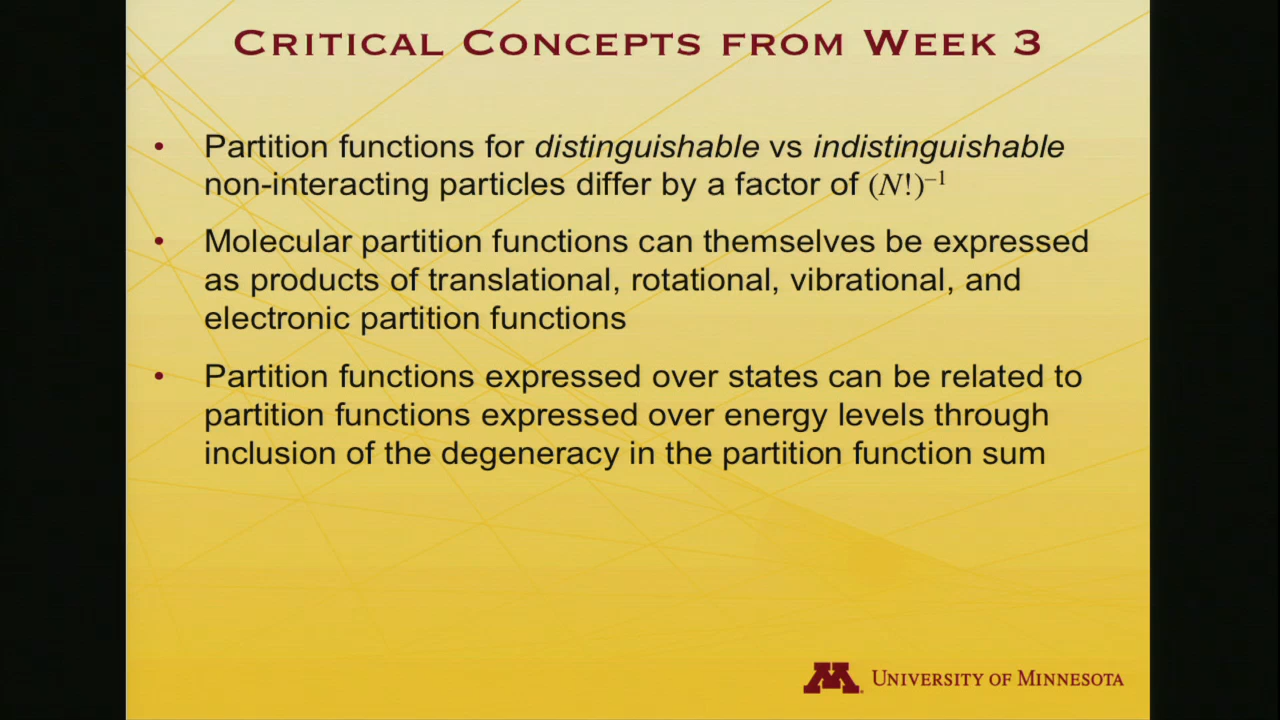 CRITICAL CONCEPTS FROM WEEK 3
• Partition functions for distinguishable vs indistinguishable
non-interacting particles differ by a factor of (N!)⁻¹
• Molecular partition functions can themselves be expressed
as products of translational, rotational, vibrational, and
electronic partition functions
• Partition functions expressed over states can be related to
partition functions expressed over energy levels through
inclusion of the degeneracy in the partition function sum
M UNIVERSITY OF MINNESOTA